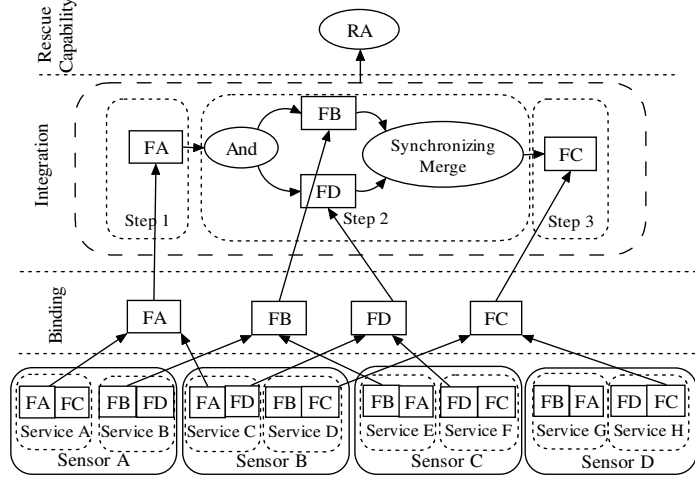 Rescue
Capability
RA
Integration
FA
And
FB
FD
Synchronizing
Merge
FC
Step 1
Step 2
Step 3
Binding
FA
FB
FD
FC
FA FC
FB FD
FA FD
FB FC
FB FA
FD FC
FB FA
FD FC
Service A Service B
Service C Service D
Service E Service F
Service G Service H
Sensor A
Sensor B
Sensor C
Sensor D